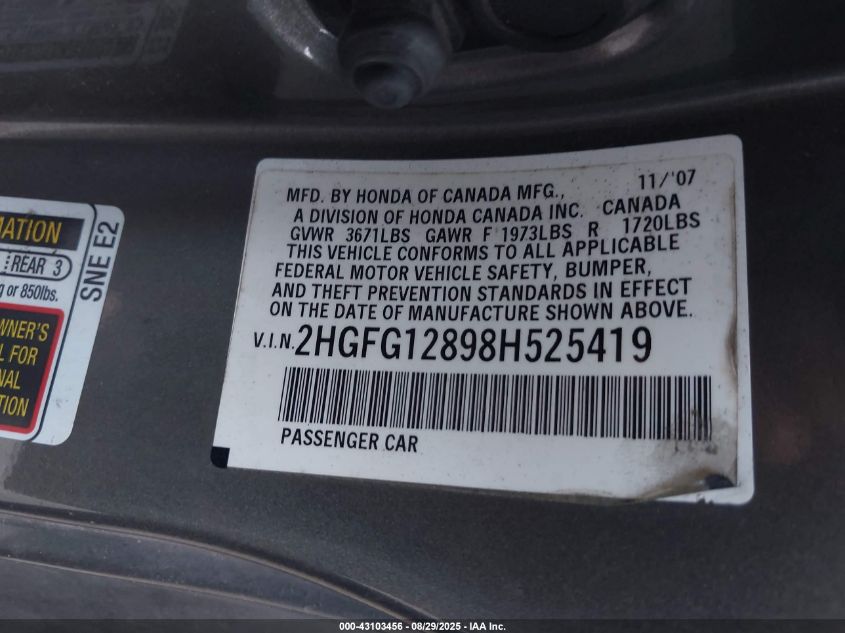 MATION
REAR 3
g or 850lbs.
SNE E2
WNER'S
L FOR
NAL
TION
MFD. BY HONDA OF CANADA MFG., 11/'07
A DIVISION OF HONDA CANADA INC. CANADA
GVWR 3671LBS GAWR F 1973LBS R 1720LBS
THIS VEHICLE CONFORMS TO ALL APPLICABLE
FEDERAL MOTOR VEHICLE SAFETY, BUMPER,
AND THEFT PREVENTION STANDARDS IN EFFECT
ON THE DATE OF MANUFACTURE SHOWN ABOVE.
V.I.N. 2HGFG12898H525419
PASSENGER CAR
000-43103456 - 08/29/2025 - IAA Inc.